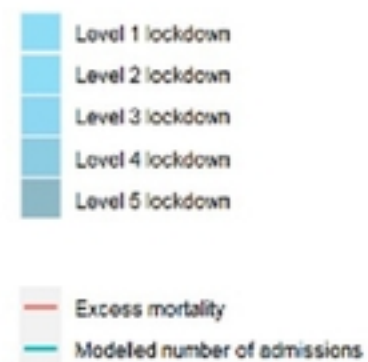 Level 1 lockdown
Level 2 lockdown
Level 3 lockdown
Level 4 lockdown
Level 5 lockdown
Excess mortality
Modelled number of admissions